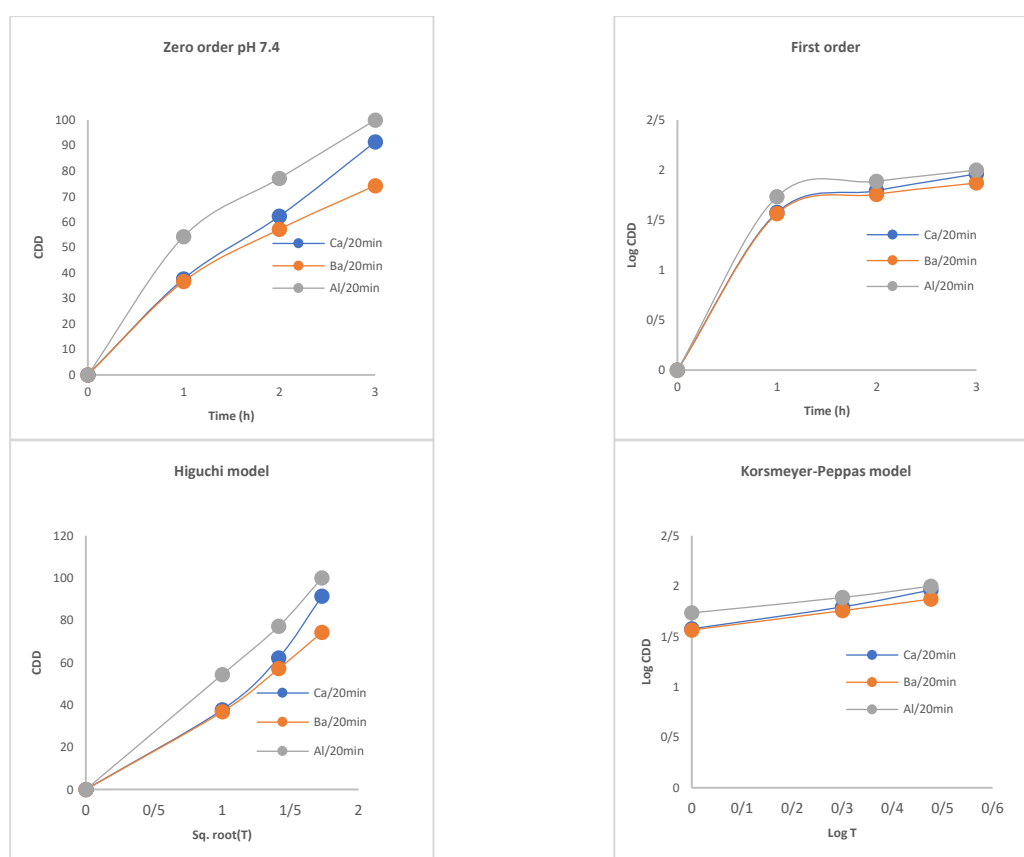 Zero order pH 7.4
CDD
100
90
80
70
60
50
40
30
20
10
0
0 1 2 3
Time (h)
Ca/20min
Ba/20min
Al/20min
First order
Log CDD
2/5
2
1/5
1
0/5
0
0 1 2 3
Time (h)
Ca/20min
Ba/20min
Al/20min
Higuchi model
CDD
120
100
80
60
40
20
0
0 0/5 1 1/5 2
Sq. root(T)
Ca/20min
Ba/20min
Al/20min
Korsmeyer-Peppas model
Log CDD
2/5
2
1/5
1
0/5
0
0 0/1 0/2 0/3 0/4 0/5 0/6
Log T
Ca/20min
Ba/20min
Al/20min